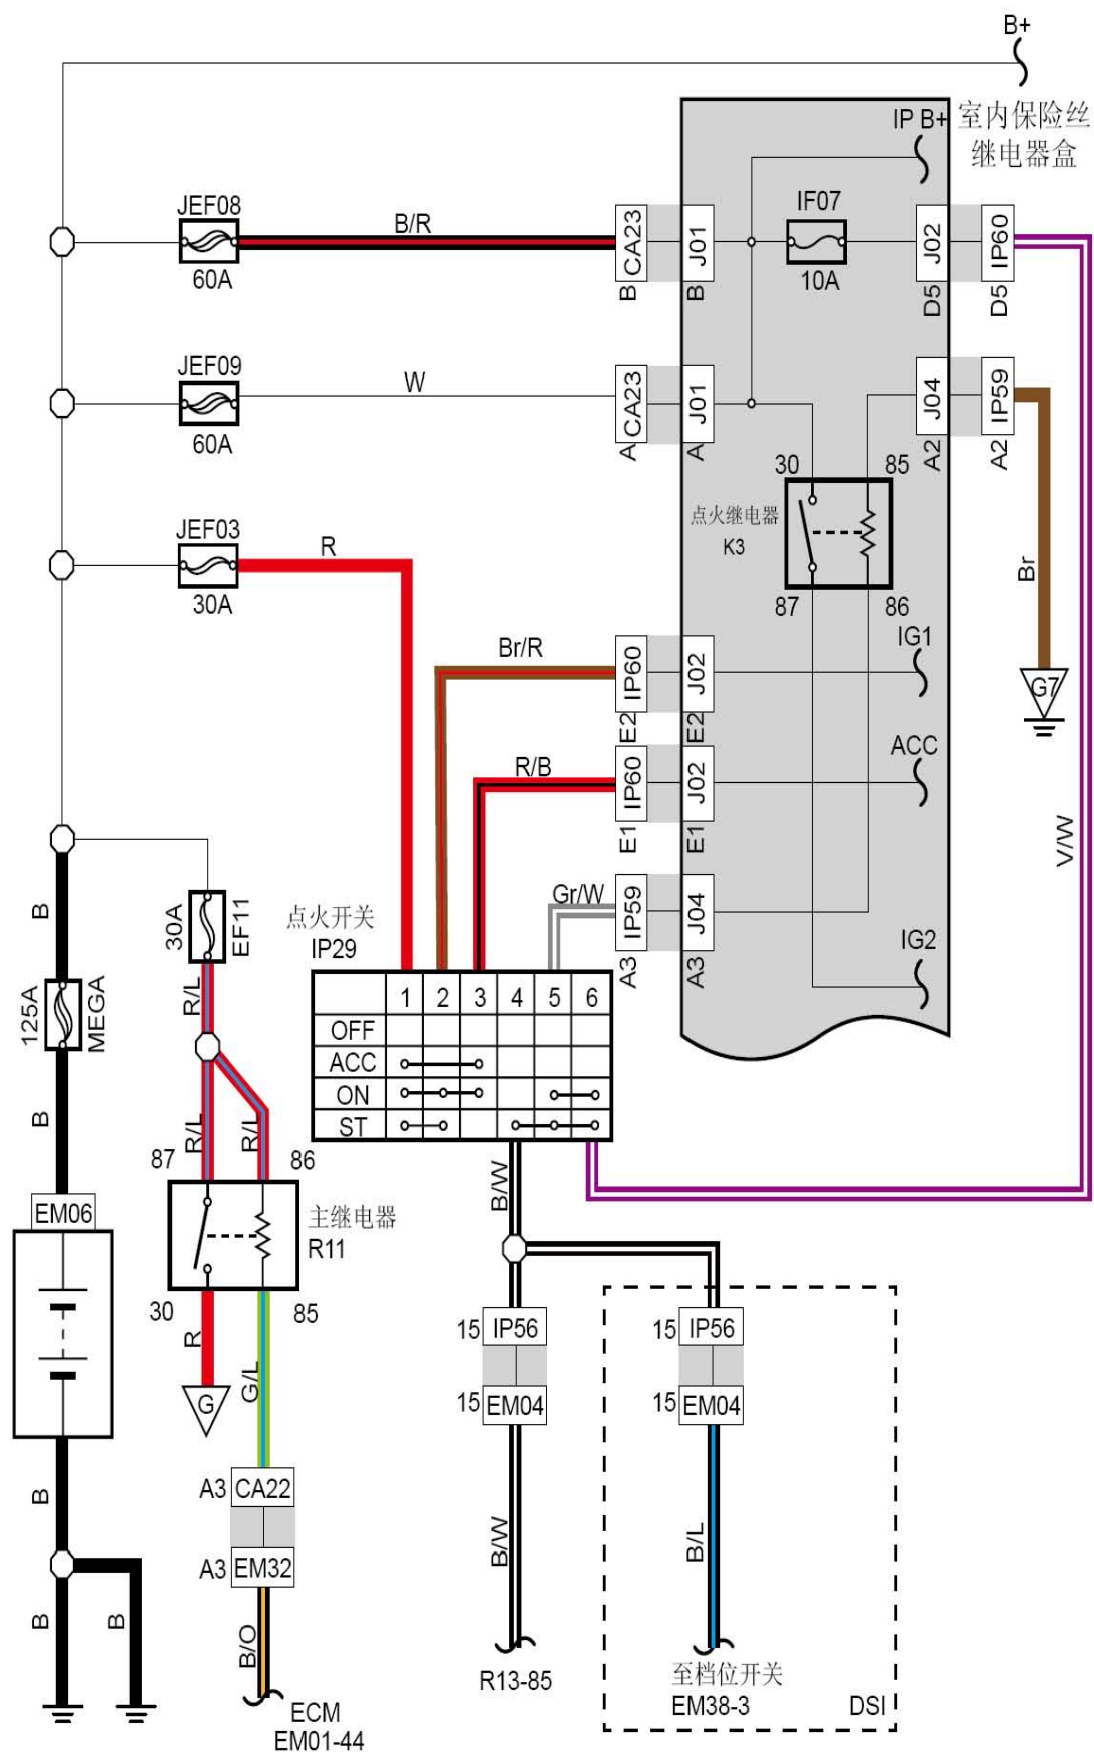 B+
室内保险丝
继电器盒
IP B+
JEF08
60A
B/R
CA23
B
J01
B
IF07
10A
J02
D5
IP60
D5
JEF09
60A
W
CA23
A
J01
A
J04
A2
IP59
A2
30
85
点火继电器
K3
87
86
JEF03
30A
R
Br
G7
IG1
Br/R
IP60
E2
J02
E2
ACC
R/B
IP60
E1
J02
E1
V/W
Gr/W
IP59
A3
J04
A3
IG2
B
30A
EF11
点火开关
IP29
1 2 3 4 5 6
OFF
ACC
ON
ST
125A
MEGA
R/L
B
R/L
R/L
87
86
主继电器
R11
30
85
EM06
R
G
G/L
B/W
15 IP56
15 EM04
15 IP56
15 EM04
A3 CA22
A3 EM32
B
B
B
B/O
ECM
EM01-44
B/W
R13-85
B/L
至档位开关
EM38-3
DSI